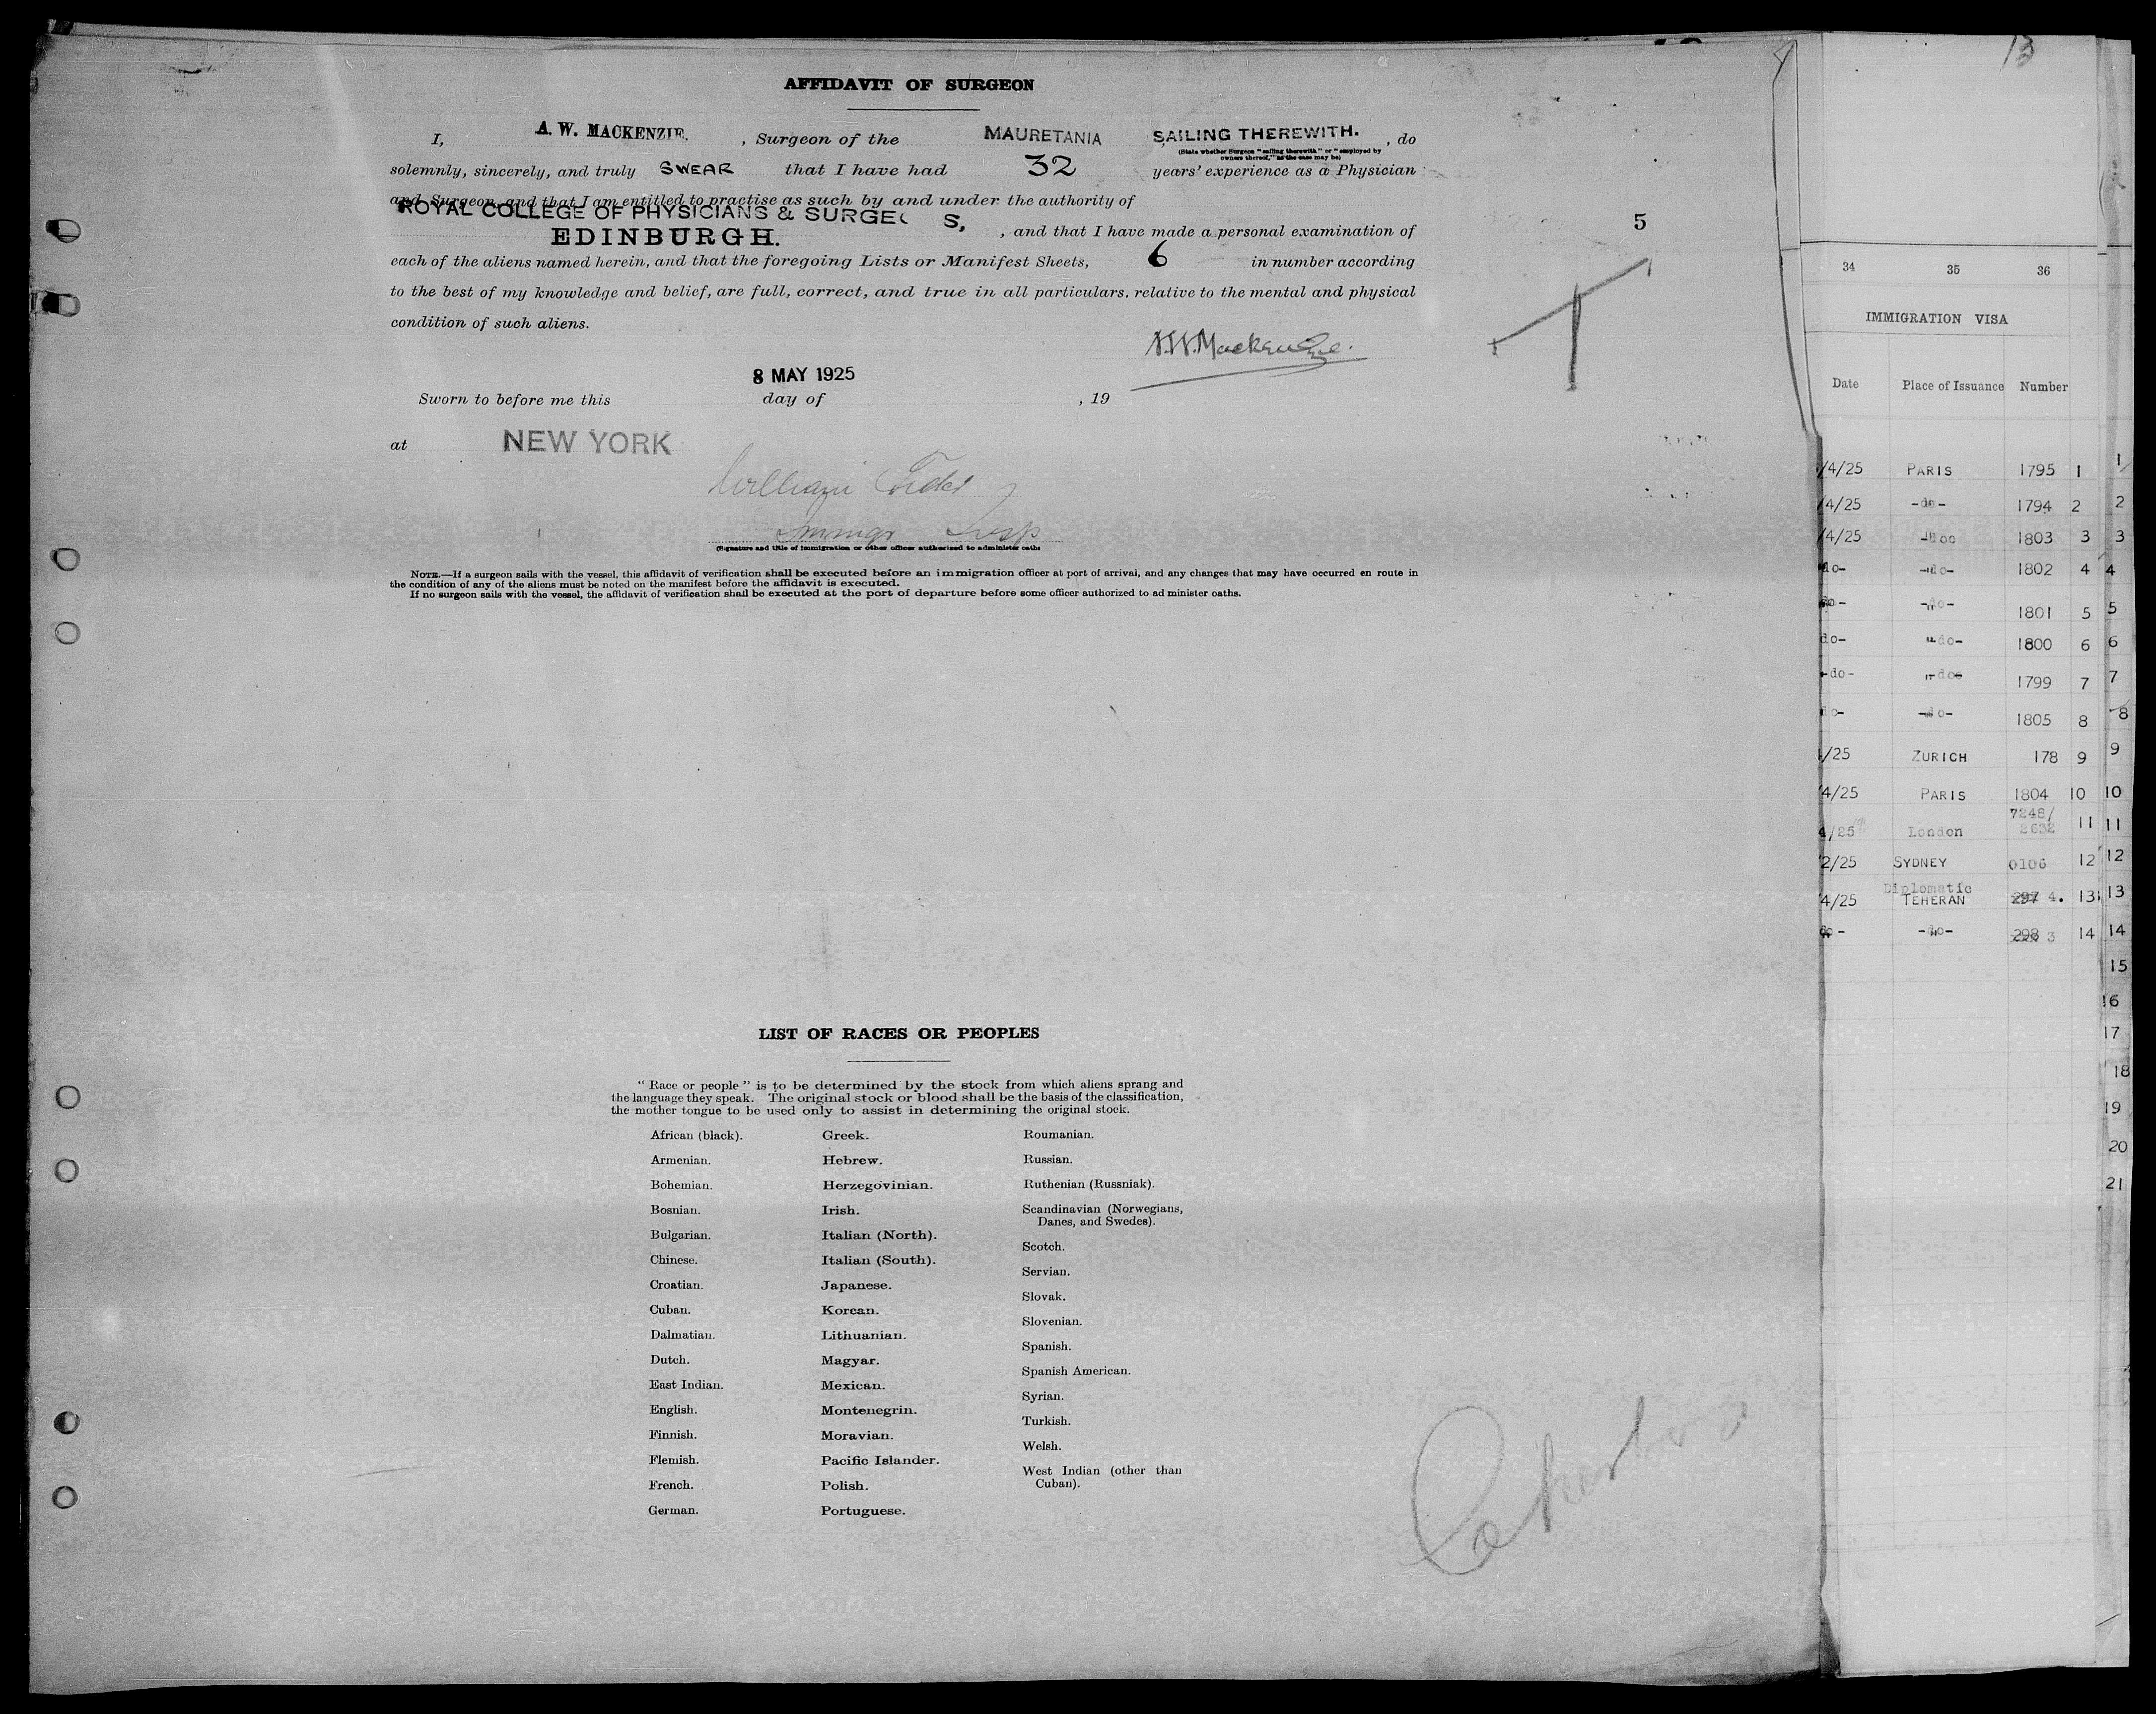 AFFIDAVIT OF SURGEON
I, A. W. MACKENZIE. , Surgeon of the MAURETANIA SAILING THEREWITH. , do
(State whether Surgeon "sailing therewith" or "employed by
owners thereof," as the case may be)
solemnly, sincerely, and truly SWEAR that I have had 32 years' experience as a Physician
and Surgeon, and that I am entitled to practise as such by and under the authority of
ROYAL COLLEGE OF PHYSICIANS & SURGE S,
EDINBURGH. , and that I have made a personal examination of
each of the aliens named herein, and that the foregoing Lists or Manifest Sheets, 6 in number according
to the best of my knowledge and belief, are full, correct, and true in all particulars, relative to the mental and physical
condition of such aliens.
A.W. Mackenzie.
8 MAY 1925
Sworn to before me this day of , 19
at NEW YORK
William
Immgr Insp
(Signature and title of immigration or other officer authorized to administer oaths
NOTE.—If a surgeon sails with the vessel, this affidavit of verification shall be executed before an immigration officer at port of arrival, and any changes that may have occurred en route in
the condition of any of the aliens must be noted on the manifest before the affidavit is executed.
If no surgeon sails with the vessel, the affidavit of verification shall be executed at the port of departure before some officer authorized to ad minister oaths.
5
LIST OF RACES OR PEOPLES
"Race or people" is to be determined by the stock from which aliens sprang and
the language they speak. The original stock or blood shall be the basis of the classification,
the mother tongue to be used only to assist in determining the original stock.
African (black).
Armenian.
Bohemian.
Bosnian.
Bulgarian.
Chinese.
Croatian.
Cuban.
Dalmatian.
Dutch.
East Indian.
English.
Finnish.
Flemish.
French.
German.
Greek.
Hebrew.
Herzegovinian.
Irish.
Italian (North).
Italian (South).
Japanese.
Korean.
Lithuanian.
Magyar.
Mexican.
Montenegrin.
Moravian.
Pacific Islander.
Polish.
Portuguese.
Roumanian.
Russian.
Ruthenian (Russniak).
Scandinavian (Norwegians,
Danes, and Swedes).
Scotch.
Servian.
Slovak.
Slovenian.
Spanish.
Spanish American.
Syrian.
Turkish.
Welsh.
West Indian (other than
Cuban).
13
34 35 36
IMMIGRATION VISA
Date Place of Issuance Number
/4/25 PARIS 1795 1 1
/4/25 -do- 1794 2 2
/4/25 -do- 1803 3 3
do- -do- 1802 4 4
do- -do- 1801 5 5
do- -do- 1800 6 6
-do- -do- 1799 7 7
do- -do- 1805 8 8
/25 ZURICH 178 9 9
/4/25 PARIS 1804 10 10
4/25 London 7248/ 2632 11 11
2/25 SYDNEY 0106 12 12
/4/25 Diplomatic TEHERAN 297 4. 13 13
do- -do- 298 3 14 14
15
16
17
18
19
20
21